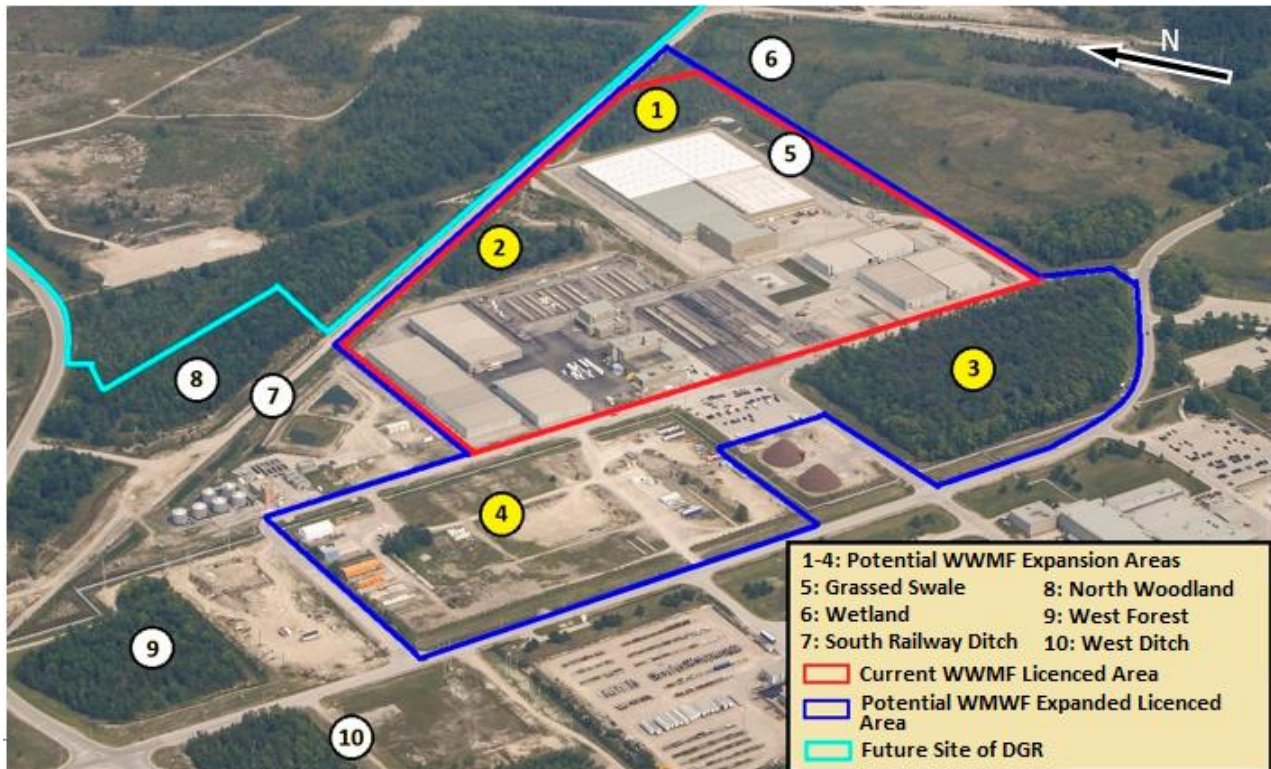 N
6
1
5
2
3
8
7
4
9
10
1-4: Potential WWMF Expansion Areas
5: Grassed Swale 8: North Woodland
6: Wetland 9: West Forest
7: South Railway Ditch 10: West Ditch
Current WWMF Licenced Area
Potential WMWF Expanded Licenced
Area
Future Site of DGR